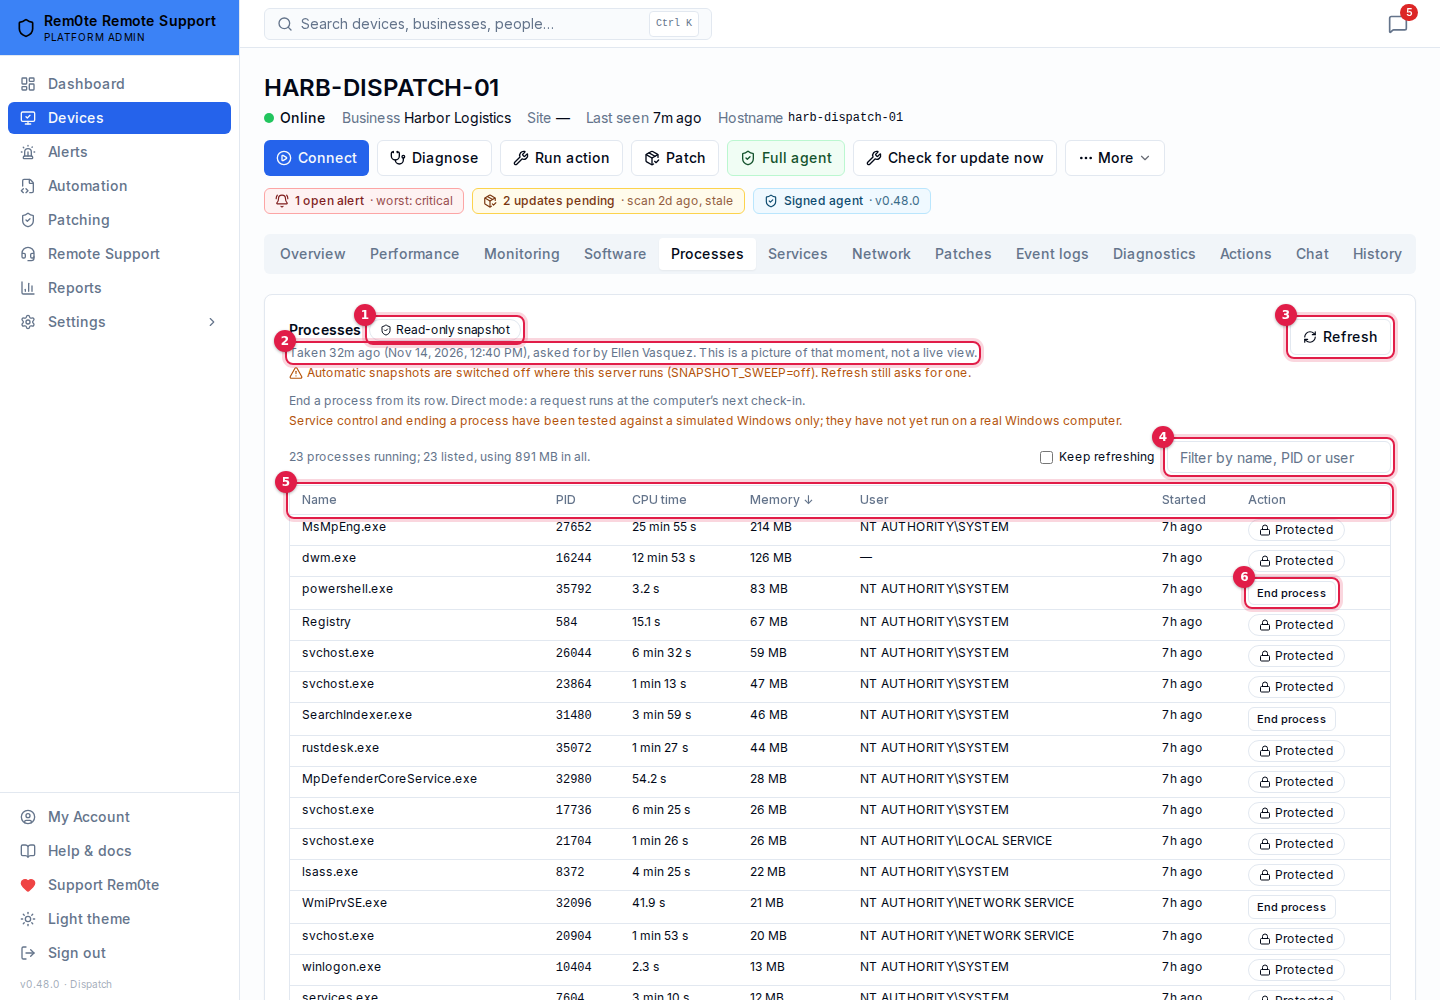 Rem0te Remote Support
PLATFORM ADMIN
Search devices, businesses, people…
Ctrl K
5
Dashboard
Devices
Alerts
Automation
Patching
Remote Support
Reports
Settings
My Account
Help & docs
Support Rem0te
Light theme
Sign out
v0.48.0 · Dispatch
HARB-DISPATCH-01
Online Business Harbor Logistics Site — Last seen 7m ago Hostname harb-dispatch-01
Connect Diagnose Run action Patch Full agent Check for update now ··· More
1 open alert · worst: critical 2 updates pending · scan 2d ago, stale Signed agent · v0.48.0
Overview Performance Monitoring Software Processes Services Network Patches Event logs Diagnostics Actions Chat History
1 3
Processes Read-only snapshot Refresh
2
Taken 32m ago (Nov 14, 2026, 12:40 PM), asked for by Ellen Vasquez. This is a picture of that moment, not a live view.
Automatic snapshots are switched off where this server runs (SNAPSHOT_SWEEP=off). Refresh still asks for one.
End a process from its row. Direct mode: a request runs at the computer's next check-in.
Service control and ending a process have been tested against a simulated Windows only; they have not yet run on a real Windows computer.
4
23 processes running; 23 listed, using 891 MB in all. Keep refreshing Filter by name, PID or user
5
Name PID CPU time Memory ↓ User Started Action
MsMpEng.exe 27652 25 min 55 s 214 MB NT AUTHORITY\SYSTEM 7h ago Protected
dwm.exe 16244 12 min 53 s 126 MB — 7h ago Protected
6
powershell.exe 35792 3.2 s 83 MB NT AUTHORITY\SYSTEM 7h ago End process
Registry 584 15.1 s 67 MB NT AUTHORITY\SYSTEM 7h ago Protected
svchost.exe 26044 6 min 32 s 59 MB NT AUTHORITY\SYSTEM 7h ago Protected
svchost.exe 23864 1 min 13 s 47 MB NT AUTHORITY\SYSTEM 7h ago Protected
SearchIndexer.exe 31480 3 min 59 s 46 MB NT AUTHORITY\SYSTEM 7h ago End process
rustdesk.exe 35072 1 min 27 s 44 MB NT AUTHORITY\SYSTEM 7h ago Protected
MpDefenderCoreService.exe 32980 54.2 s 28 MB NT AUTHORITY\SYSTEM 7h ago Protected
svchost.exe 17736 6 min 25 s 26 MB NT AUTHORITY\SYSTEM 7h ago Protected
svchost.exe 21704 1 min 26 s 26 MB NT AUTHORITY\LOCAL SERVICE 7h ago Protected
lsass.exe 8372 4 min 25 s 22 MB NT AUTHORITY\SYSTEM 7h ago Protected
WmiPrvSE.exe 32096 41.9 s 21 MB NT AUTHORITY\NETWORK SERVICE 7h ago End process
svchost.exe 20904 1 min 53 s 20 MB NT AUTHORITY\NETWORK SERVICE 7h ago Protected
winlogon.exe 10404 2.3 s 13 MB NT AUTHORITY\SYSTEM 7h ago Protected
services.exe 7604 3 min 10 s 12 MB NT AUTHORITY\SYSTEM 7h ago Protected